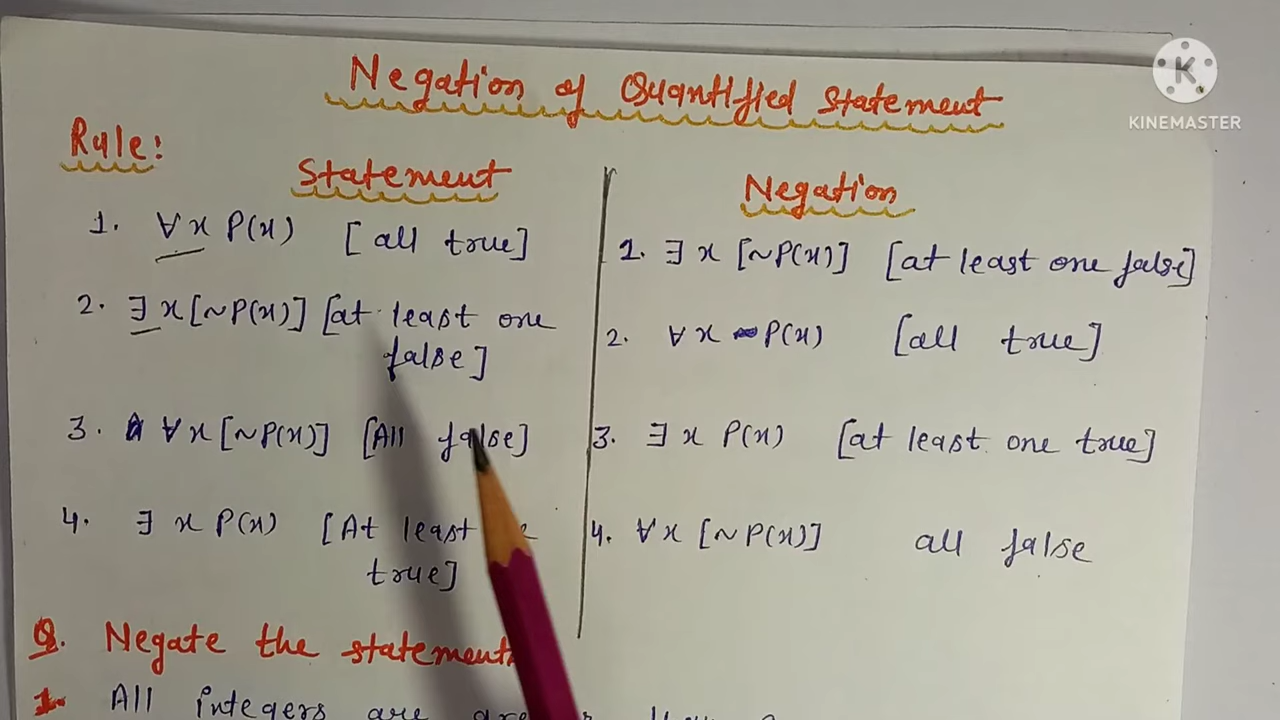 Negation of Quantified Statement
KINEMASTER
Rule:
Statement
Negation
1. ∀x P(x) [all true]
1. ∃ x [~P(x)] [at least one false]
2. ∃ x [~P(x)] [at least one
false]
2. ∀x P(x) [all true]
3. ∀x [~P(x)] [All false]
3. ∃ x P(x) [at least one true]
4. ∃ x P(x) [At least
true]
4. ∀x [~P(x)] all false
Q. Negate the statement
1. All integers are